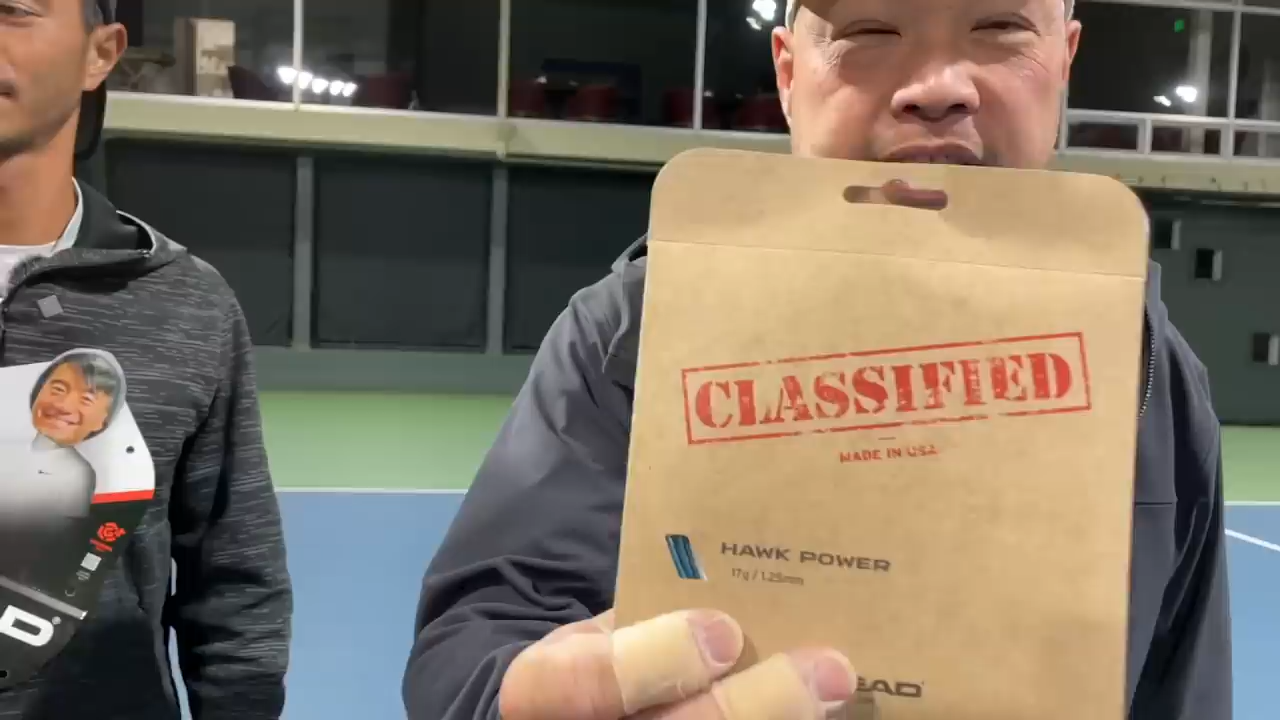 CLASSIFIED
MADE IN USA
HAWK POWER
17g / 1.25mm
EAD
D